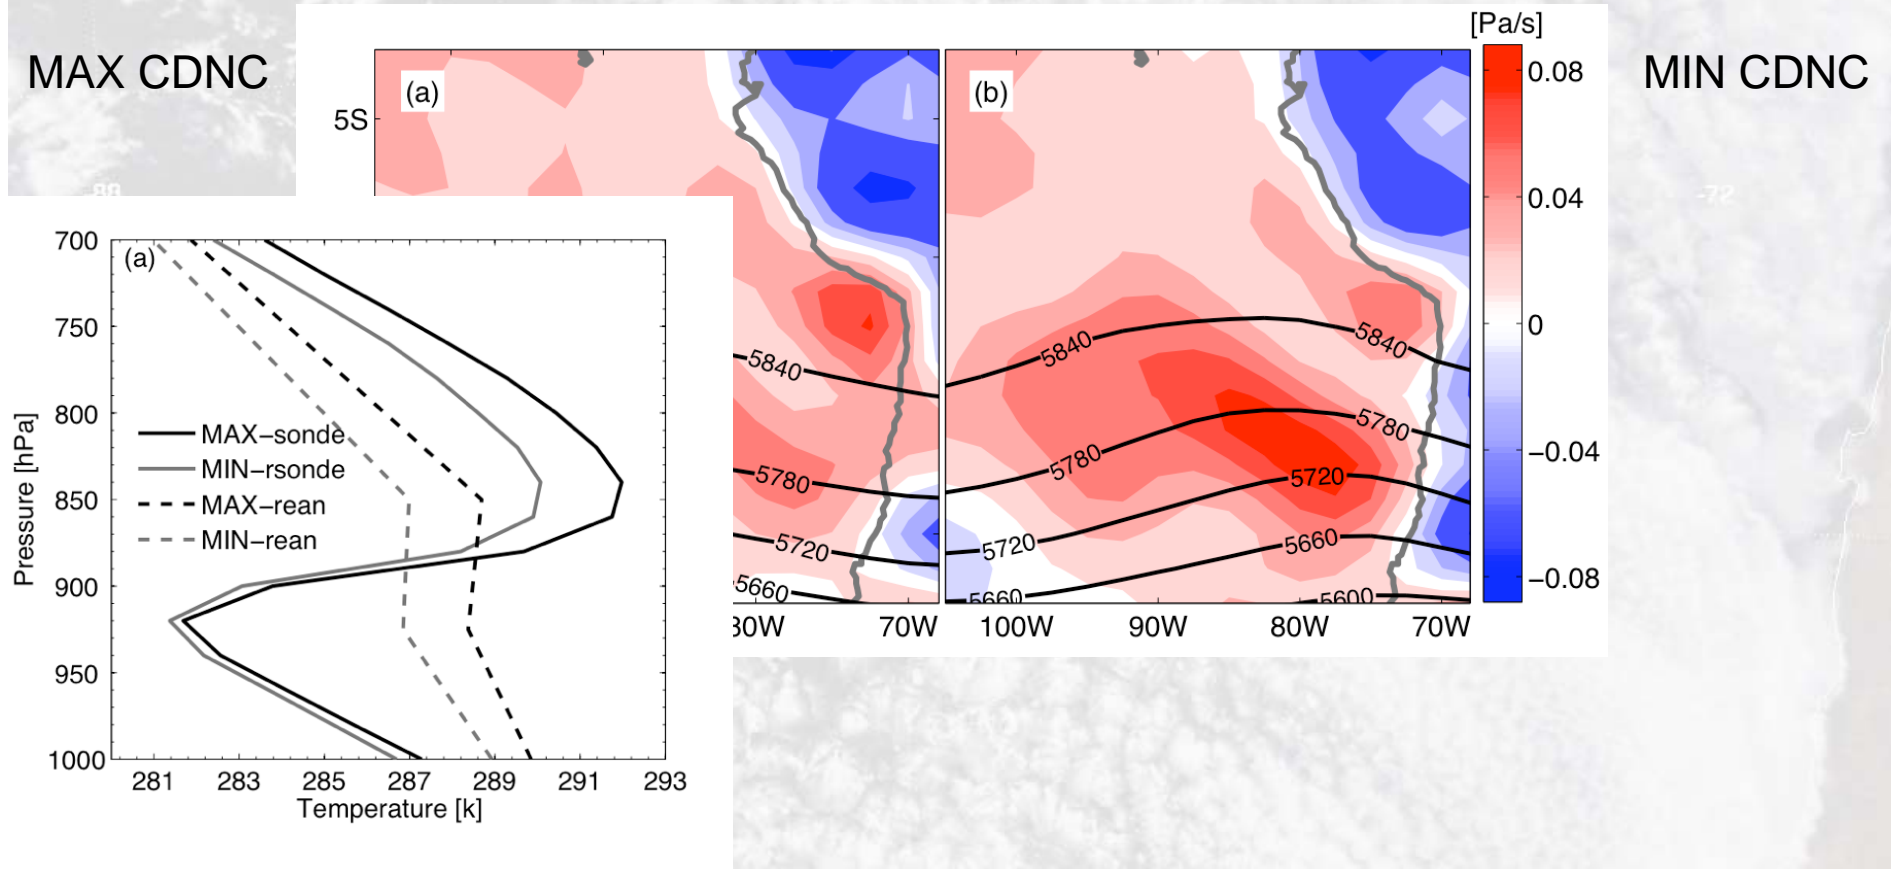 MAX CDNC
MIN CDNC
[Pa/s]
(a)
(b)
5S
0.08
0.04
0
−0.04
−0.08
88
-72
5840
5780
5720
5660
5840
5840
5780
5780
5720
5720
5660
5660
5600
30W
70W
100W
90W
80W
70W
(a)
700
750
800
850
900
950
1000
Pressure [hPa]
MAX−sonde
MIN−rsonde
MAX−rean
MIN−rean
281
283
285
287
289
291
293
Temperature [k]